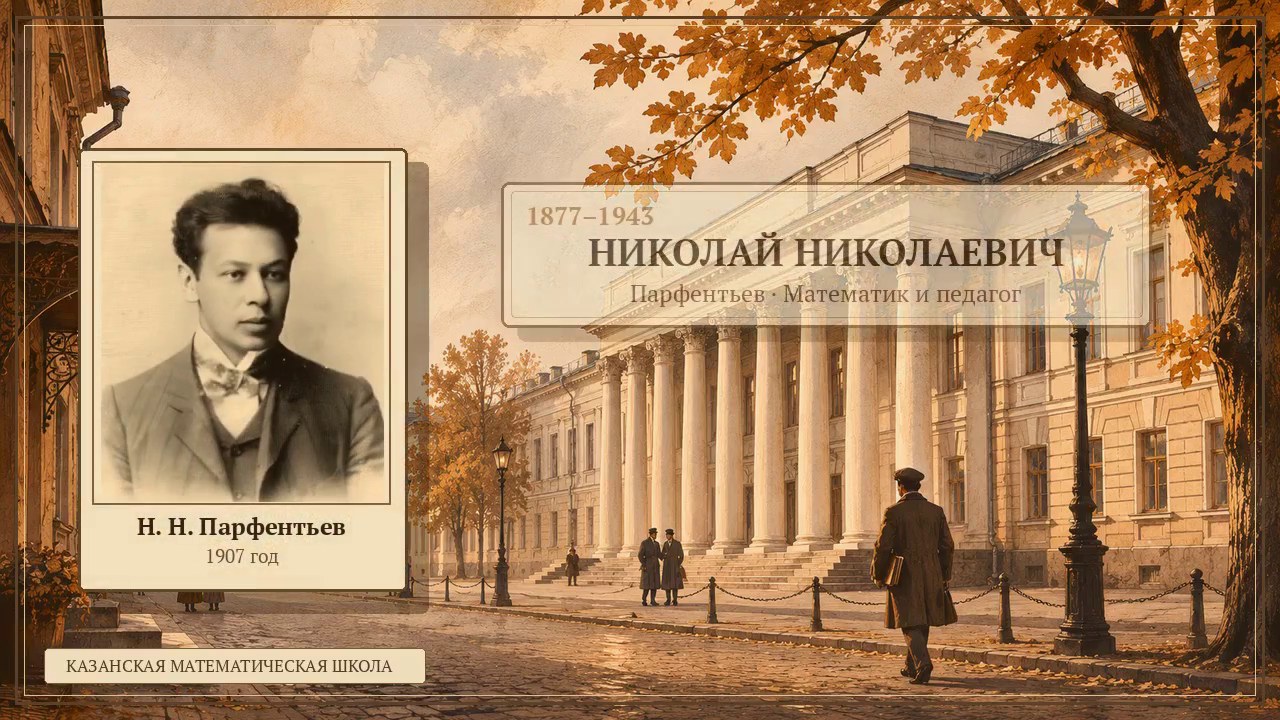 1877–1943
НИКОЛАЙ НИКОЛАЕВИЧ
Парфентьев · Математик и педагог
Н. Н. Парфентьев
1907 год
КАЗАНСКАЯ МАТЕМАТИЧЕСКАЯ ШКОЛА